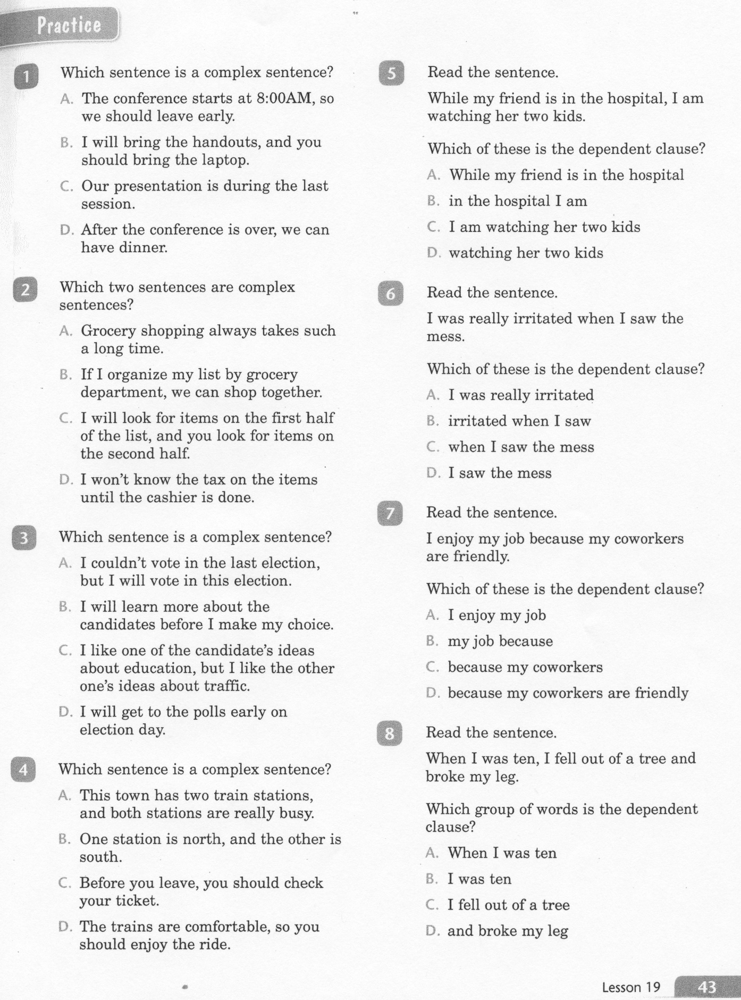 Practice
1
Which sentence is a complex sentence?
A. The conference starts at 8:00AM, so
we should leave early.
B. I will bring the handouts, and you
should bring the laptop.
C. Our presentation is during the last
session.
D. After the conference is over, we can
have dinner.
2
Which two sentences are complex
sentences?
A. Grocery shopping always takes such
a long time.
B. If I organize my list by grocery
department, we can shop together.
C. I will look for items on the first half
of the list, and you look for items on
the second half.
D. I won't know the tax on the items
until the cashier is done.
3
Which sentence is a complex sentence?
A. I couldn't vote in the last election,
but I will vote in this election.
B. I will learn more about the
candidates before I make my choice.
C. I like one of the candidate's ideas
about education, but I like the other
one's ideas about traffic.
D. I will get to the polls early on
election day.
4
Which sentence is a complex sentence?
A. This town has two train stations,
and both stations are really busy.
B. One station is north, and the other is
south.
C. Before you leave, you should check
your ticket.
D. The trains are comfortable, so you
should enjoy the ride.
5
Read the sentence.
While my friend is in the hospital, I am
watching her two kids.
Which of these is the dependent clause?
A. While my friend is in the hospital
B. in the hospital I am
C. I am watching her two kids
D. watching her two kids
6
Read the sentence.
I was really irritated when I saw the
mess.
Which of these is the dependent clause?
A. I was really irritated
B. irritated when I saw
C. when I saw the mess
D. I saw the mess
7
Read the sentence.
I enjoy my job because my coworkers
are friendly.
Which of these is the dependent clause?
A. I enjoy my job
B. my job because
C. because my coworkers
D. because my coworkers are friendly
8
Read the sentence.
When I was ten, I fell out of a tree and
broke my leg.
Which group of words is the dependent
clause?
A. When I was ten
B. I was ten
C. I fell out of a tree
D. and broke my leg
Lesson 19 43